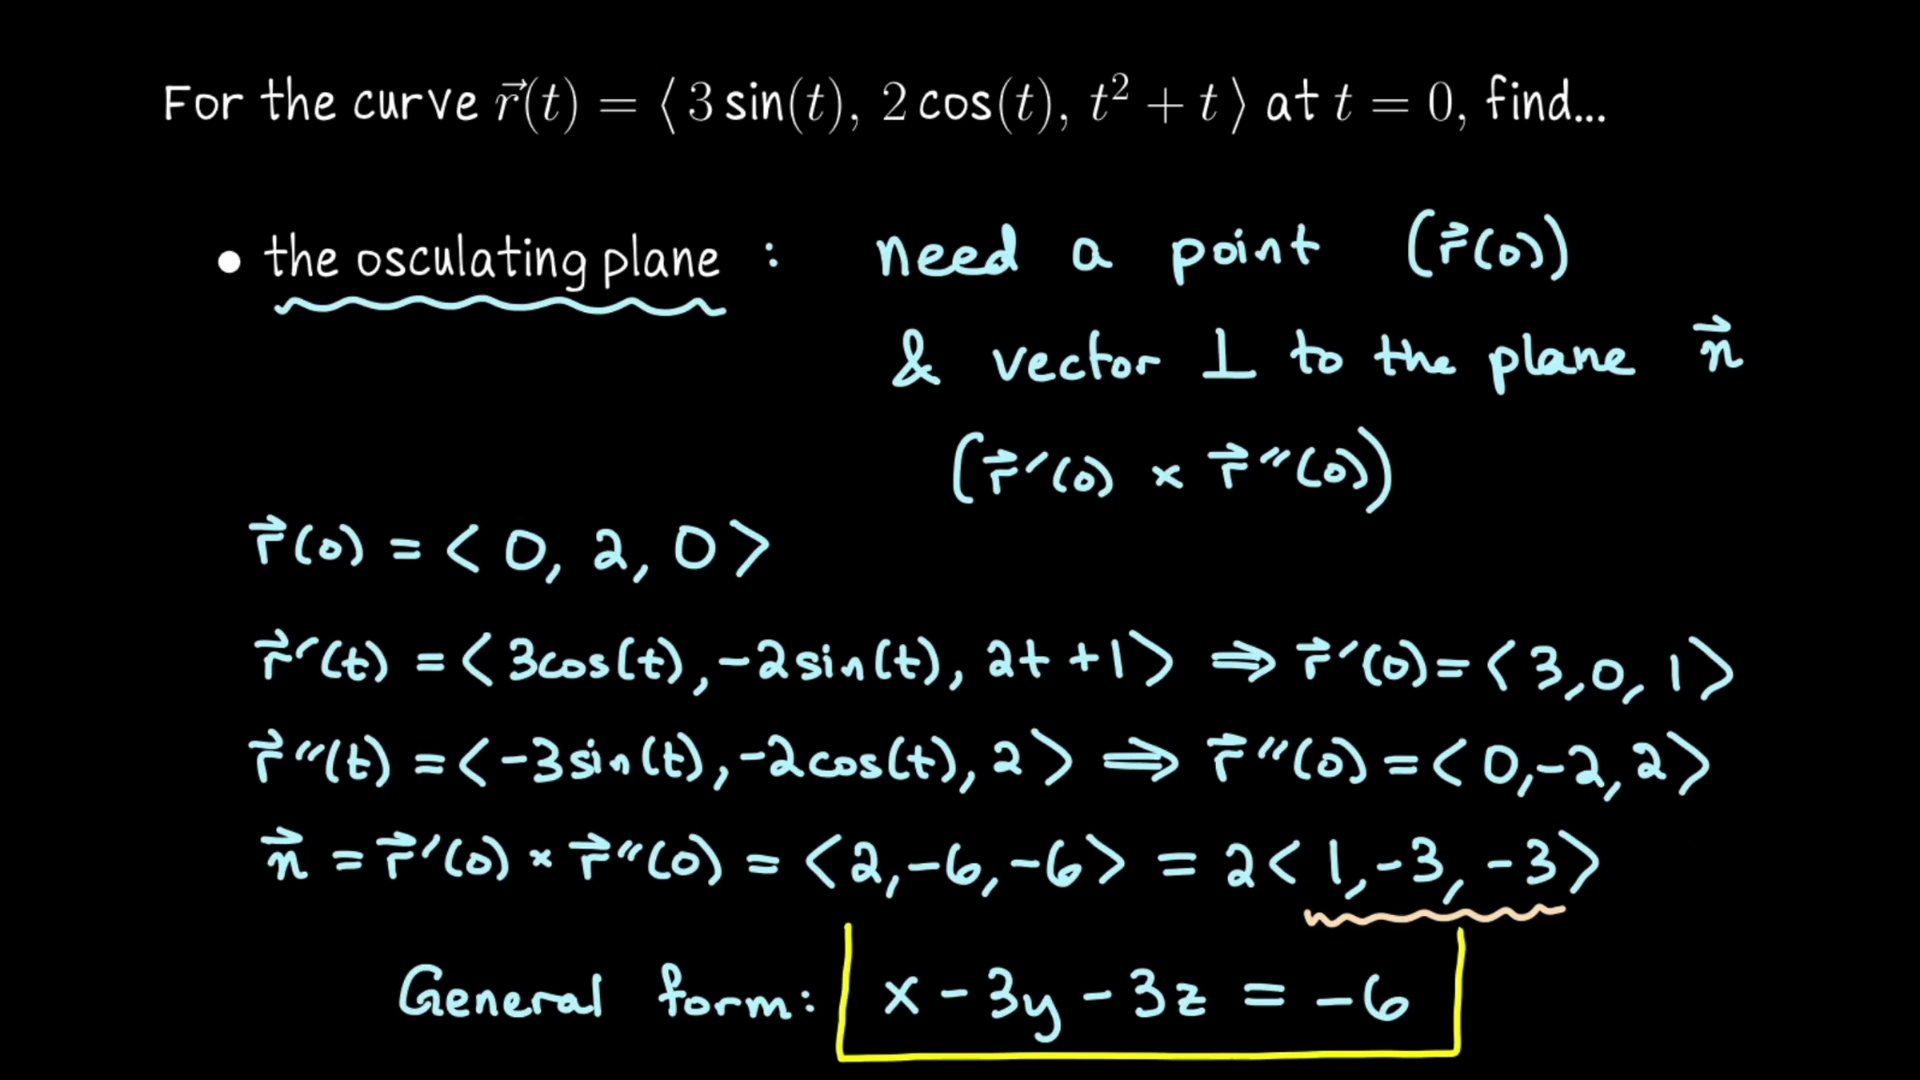 For the curve r⃗(t) = ⟨ 3 sin(t), 2 cos(t), t² + t ⟩ at t = 0, find...
• the osculating plane : need a point (r⃗(0))
& vector ⊥ to the plane n⃗
(r⃗′(0) × r⃗″(0))
r⃗(0) = < 0, 2, 0 >
r⃗′(t) = < 3cos(t), -2sin(t), 2t + 1 > ⟹ r⃗′(0) = < 3, 0, 1 >
r⃗″(t) = < -3sin(t), -2cos(t), 2 > ⟹ r⃗″(0) = < 0, -2, 2 >
n⃗ = r⃗′(0) × r⃗″(0) = < 2, -6, -6 > = 2 < 1, -3, -3 >
General form: x - 3y - 3z = -6